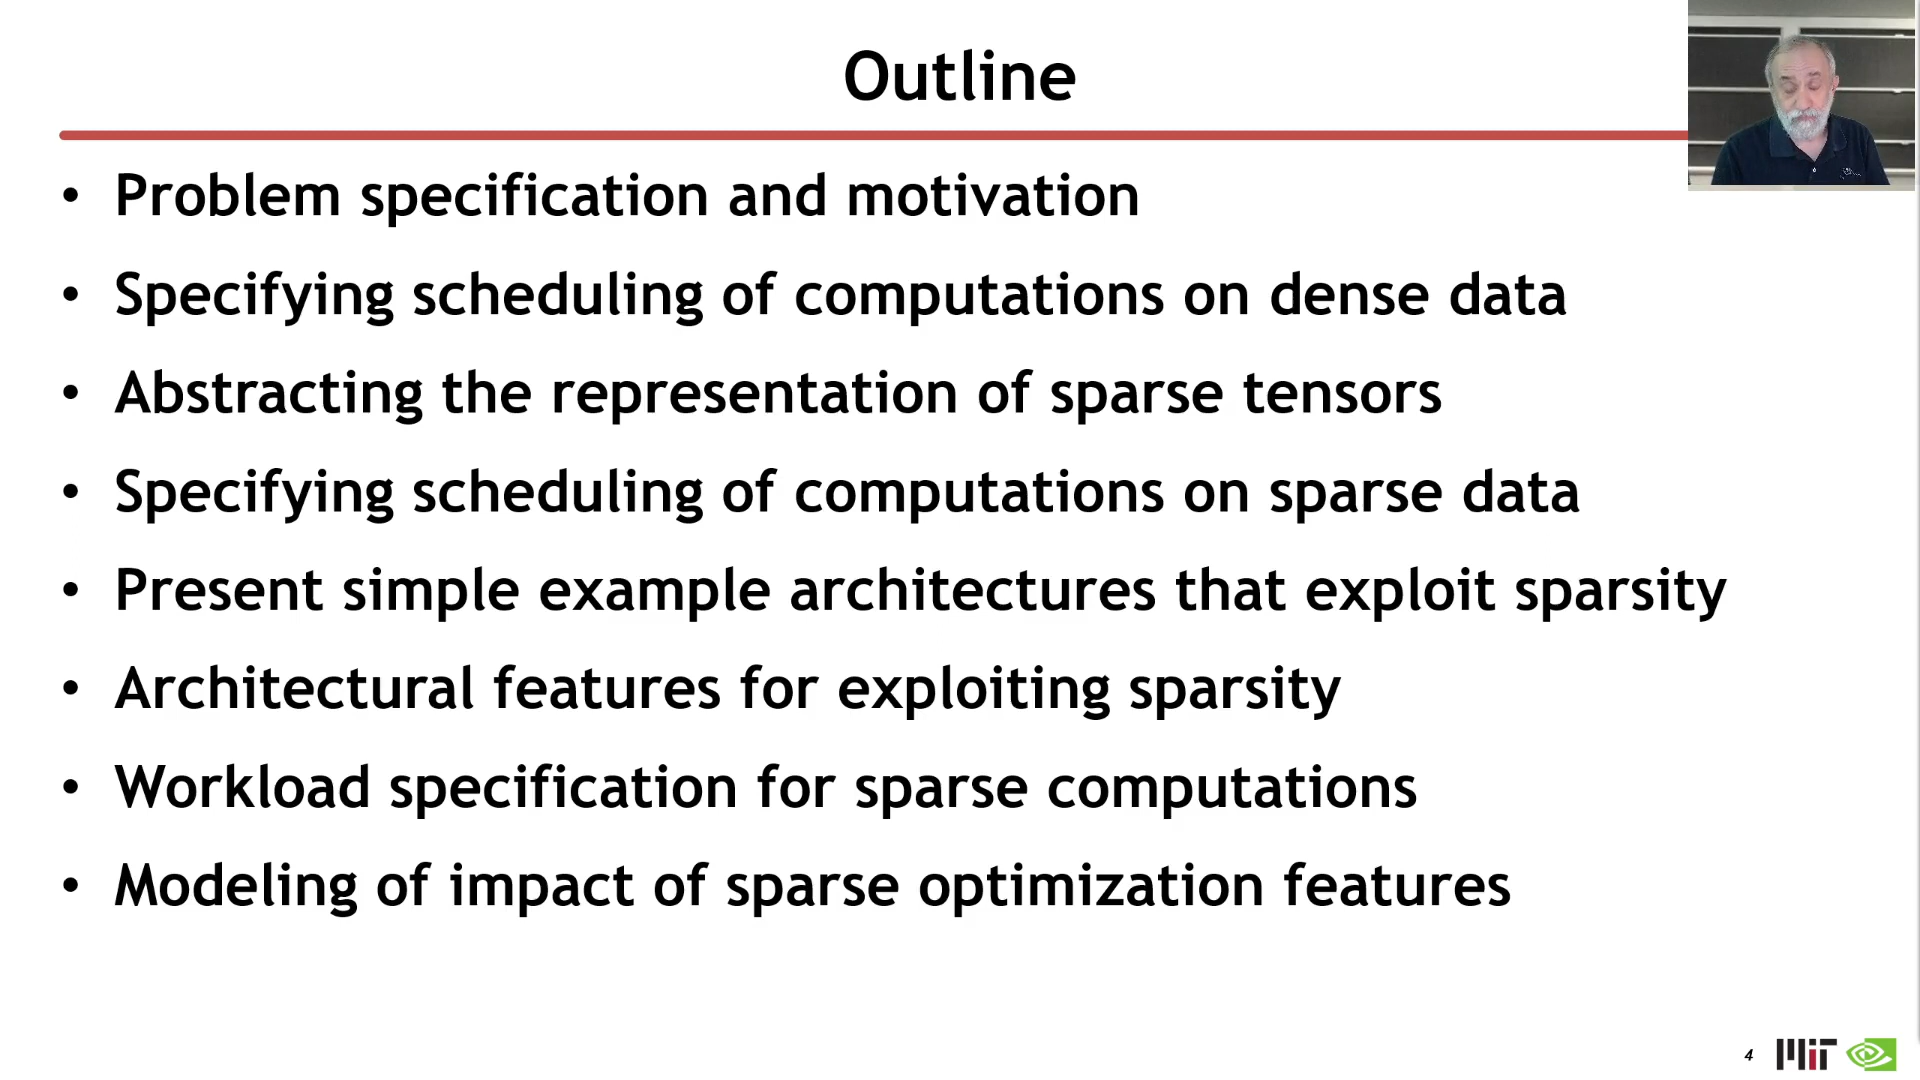 Outline
• Problem specification and motivation
• Specifying scheduling of computations on dense data
• Abstracting the representation of sparse tensors
• Specifying scheduling of computations on sparse data
• Present simple example architectures that exploit sparsity
• Architectural features for exploiting sparsity
• Workload specification for sparse computations
• Modeling of impact of sparse optimization features
4 MIT